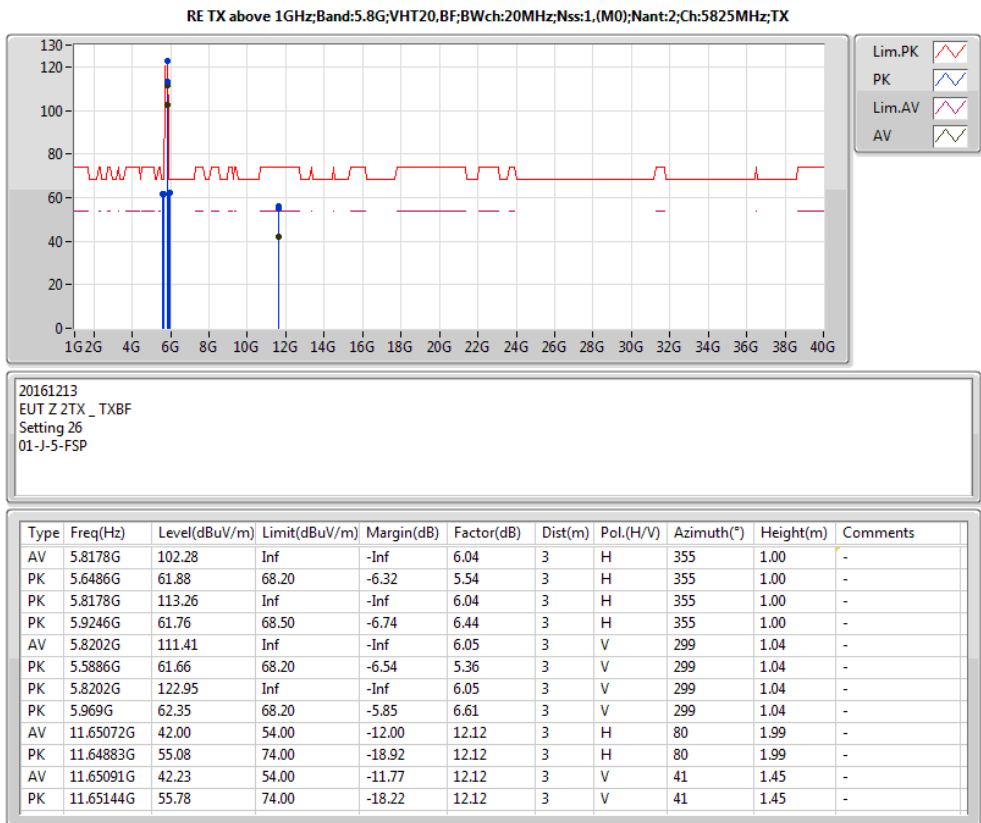 RE TX above 1GHz;Band:5.8G;VHT20,BF;BWch:20MHz;Nss:1,(M0);Nant:2;Ch:5825MHz;TX
130
120
100
80
60
40
20
0
1G 2G 4G 6G 8G 10G 12G 14G 16G 18G 20G 22G 24G 26G 28G 30G 32G 34G 36G 38G 40G
Lim.PK
PK
Lim.AV
AV
20161213
EUT Z 2TX _ TXBF
Setting 26
01-J-5-FSP
Type Freq(Hz) Level(dBuV/m) Limit(dBuV/m) Margin(dB) Factor(dB) Dist(m) Pol.(H/V) Azimuth(°) Height(m) Comments
AV 5.8178G 102.28 Inf -Inf 6.04 3 H 355 1.00 -
PK 5.6486G 61.88 68.20 -6.32 5.54 3 H 355 1.00 -
PK 5.8178G 113.26 Inf -Inf 6.04 3 H 355 1.00 -
PK 5.9246G 61.76 68.50 -6.74 6.44 3 H 355 1.00 -
AV 5.8202G 111.41 Inf -Inf 6.05 3 V 299 1.04 -
PK 5.5886G 61.66 68.20 -6.54 5.36 3 V 299 1.04 -
PK 5.8202G 122.95 Inf -Inf 6.05 3 V 299 1.04 -
PK 5.969G 62.35 68.20 -5.85 6.61 3 V 299 1.04 -
AV 11.65072G 42.00 54.00 -12.00 12.12 3 H 80 1.99 -
PK 11.64883G 55.08 74.00 -18.92 12.12 3 H 80 1.99 -
AV 11.65091G 42.23 54.00 -11.77 12.12 3 V 41 1.45 -
PK 11.65144G 55.78 74.00 -18.22 12.12 3 V 41 1.45 -